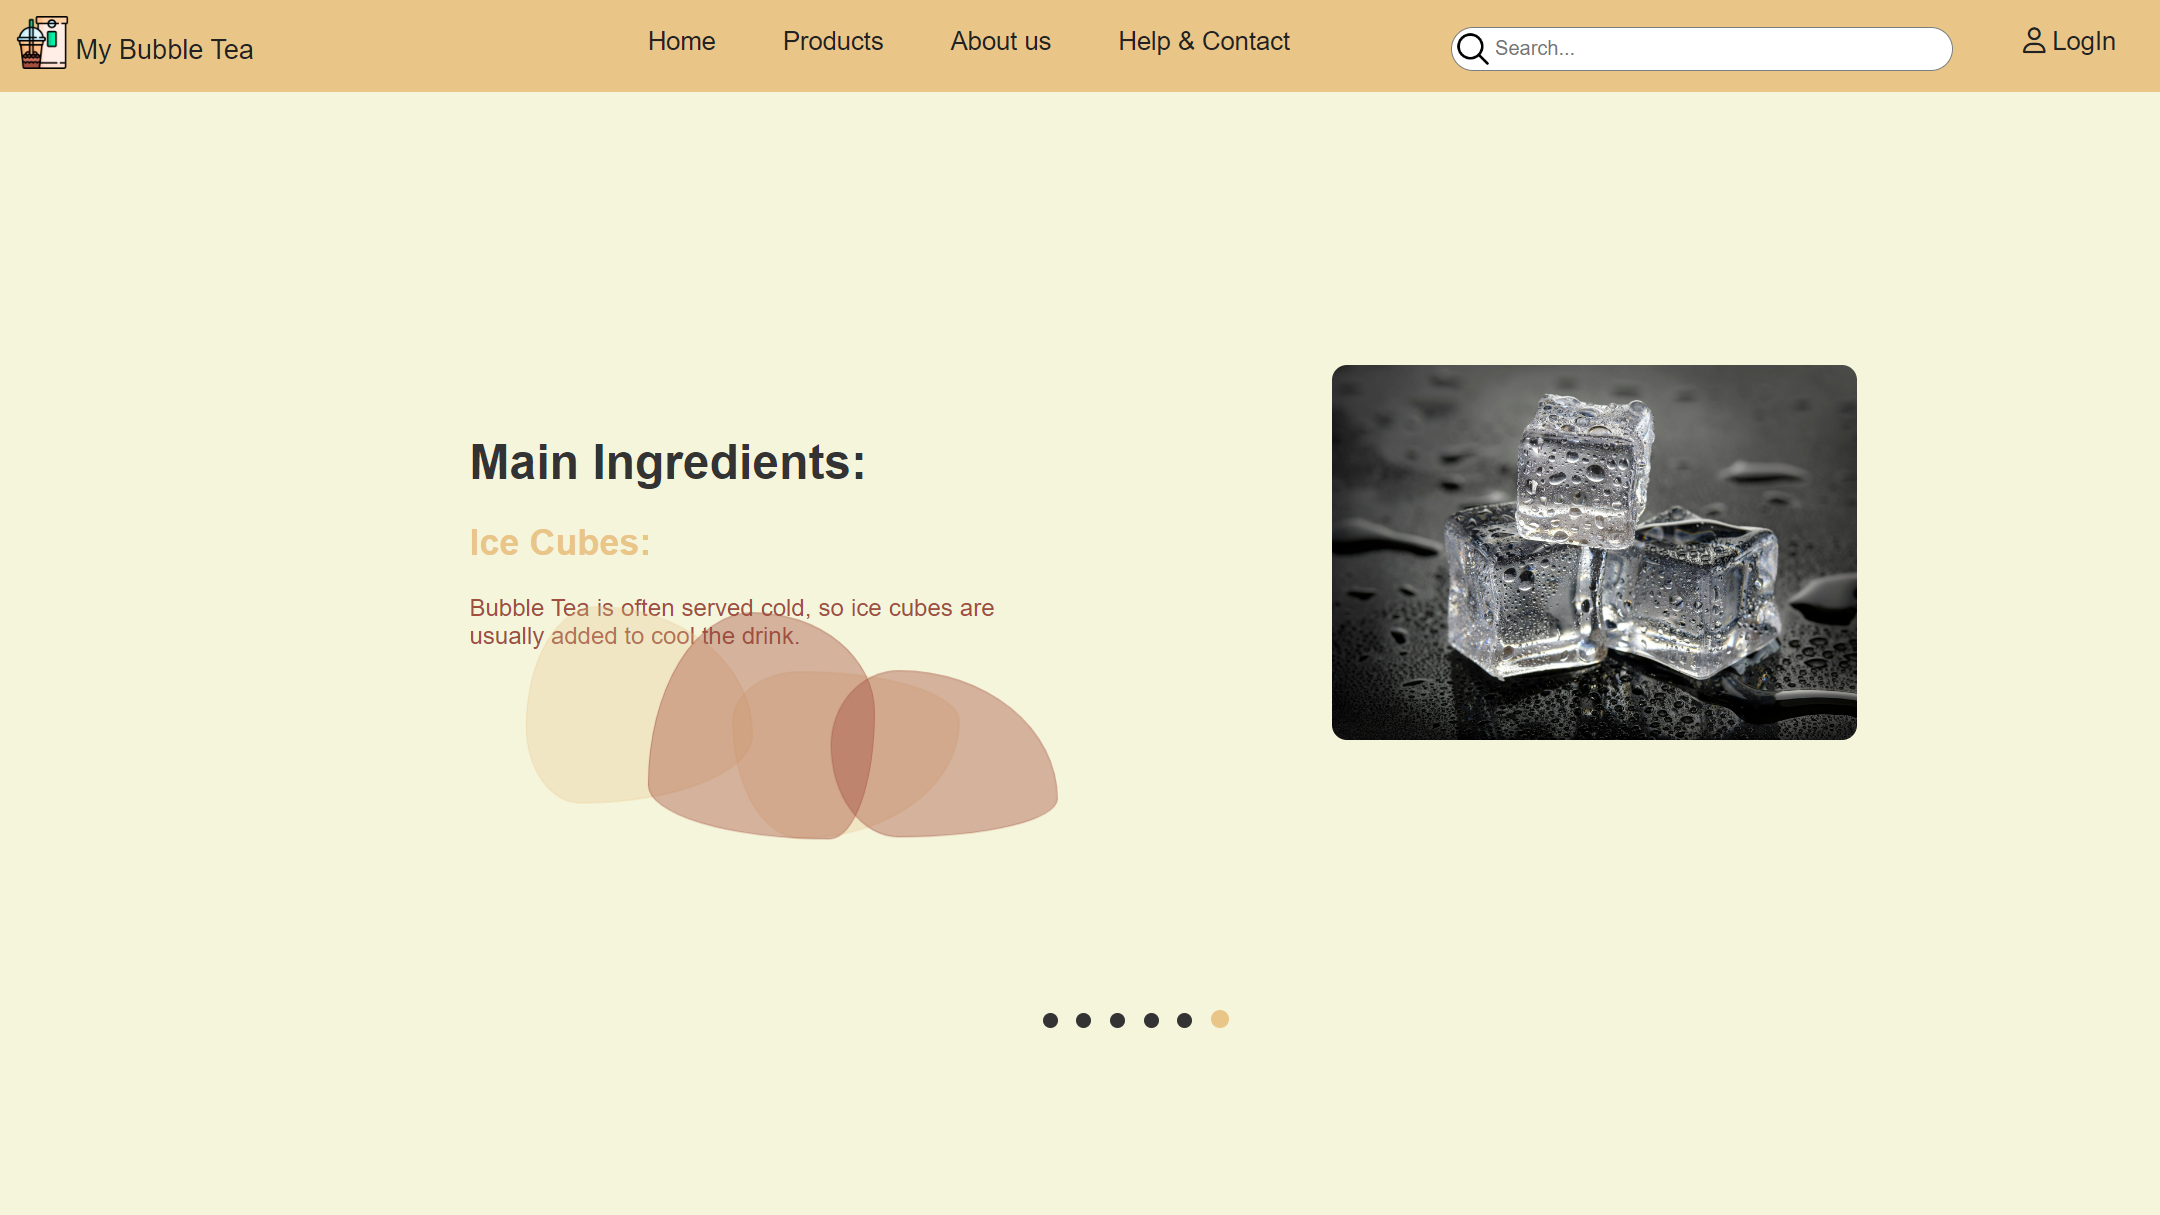 My Bubble Tea
Home
Products
About us
Help & Contact
Search...
LogIn
Main Ingredients:
Ice Cubes:
Bubble Tea is often served cold, so ice cubes are
usually added to cool the drink.